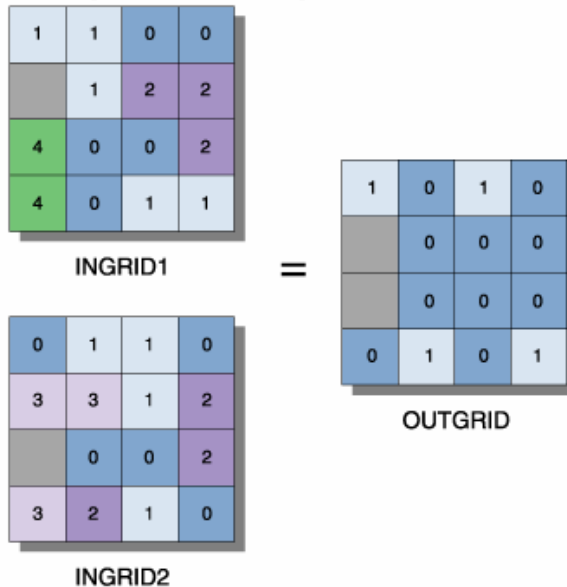 1 1 0 0
1 2 2
4 0 0 2
4 0 1 1
INGRID1
0 1 1 0
3 3 1 2
0 0 2
3 2 1 0
INGRID2
=
1 0 1 0
0 0 0
0 0 0
0 1 0 1
OUTGRID